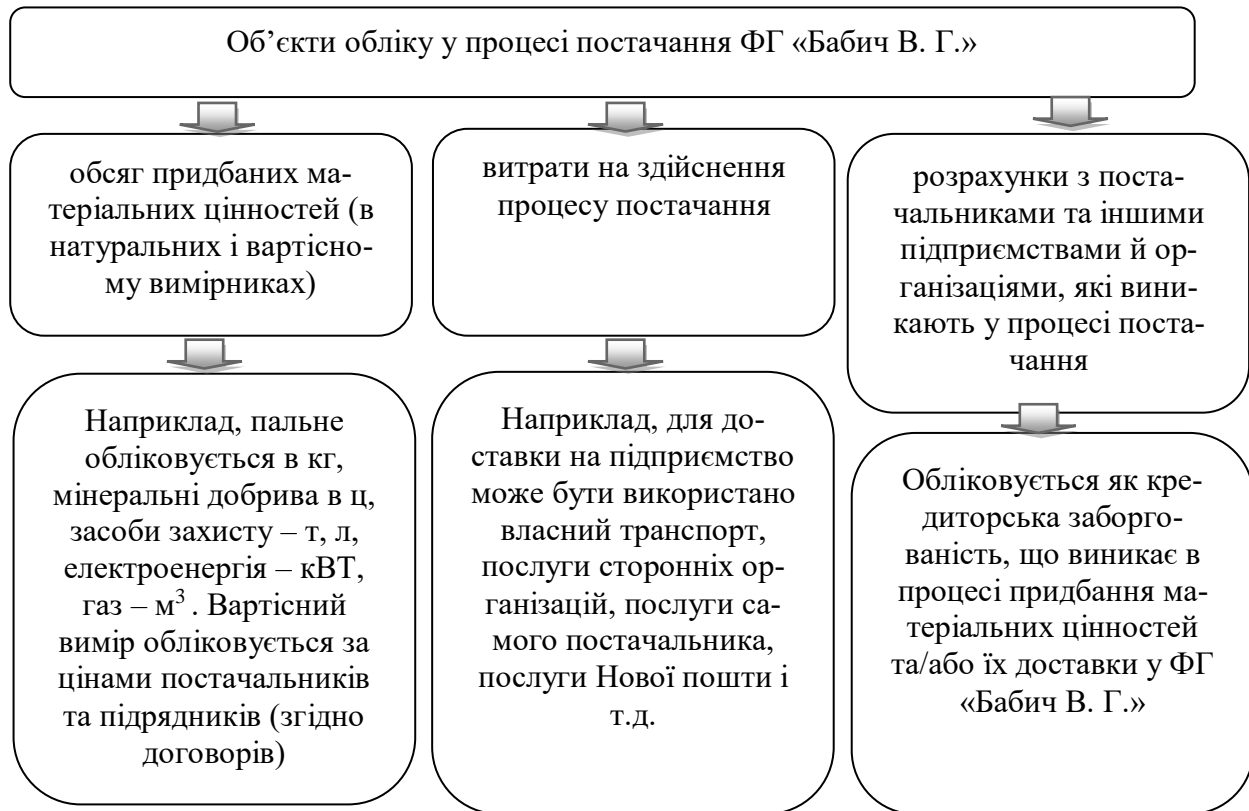 Об’єкти обліку у процесі постачання ФГ «Бабич В. Г.»
обсяг придбаних ма-
теріальних цінностей (в
натуральних і вартісно-
му вимірниках)
витрати на здійснення
процесу постачання
розрахунки з поста-
чальниками та іншими
підприємствами й ор-
ганізаціями, які вини-
кають у процесі поста-
чання
Наприклад, пальне
обліковується в кг,
мінеральні добрива в ц,
засоби захисту – т, л,
електроенергія – кВТ,
газ – м³ . Вартісний
вимір обліковується за
цінами постачальників
та підрядників (згідно
договорів)
Наприклад, для до-
ставки на підприємство
може бути використано
власний транспорт,
послуги сторонніх ор-
ганізацій, послуги са-
мого постачальника,
послуги Нової пошти і
т.д.
Обліковується як кре-
диторська заборго-
ваність, що виникає в
процесі придбання ма-
теріальних цінностей
та/або їх доставки у ФГ
«Бабич В. Г.»